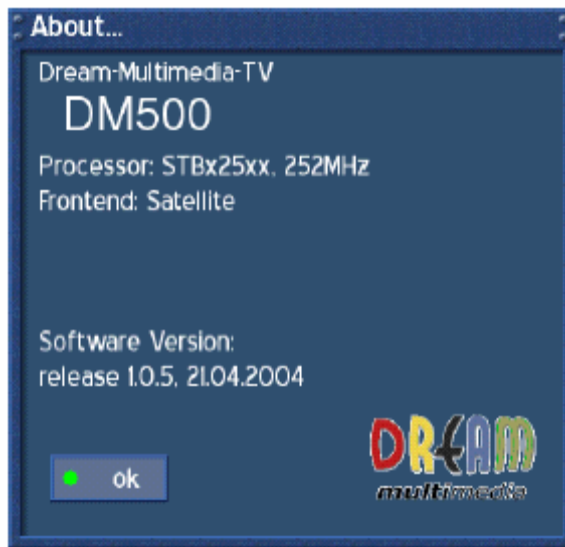 About...
Dream-Multimedia-TV
DM500
Processor: STBx25xx, 252MHz
Frontend: Satellite
Software Version:
release 1.0.5, 21.04.2004
ok
DREAM
multimedia